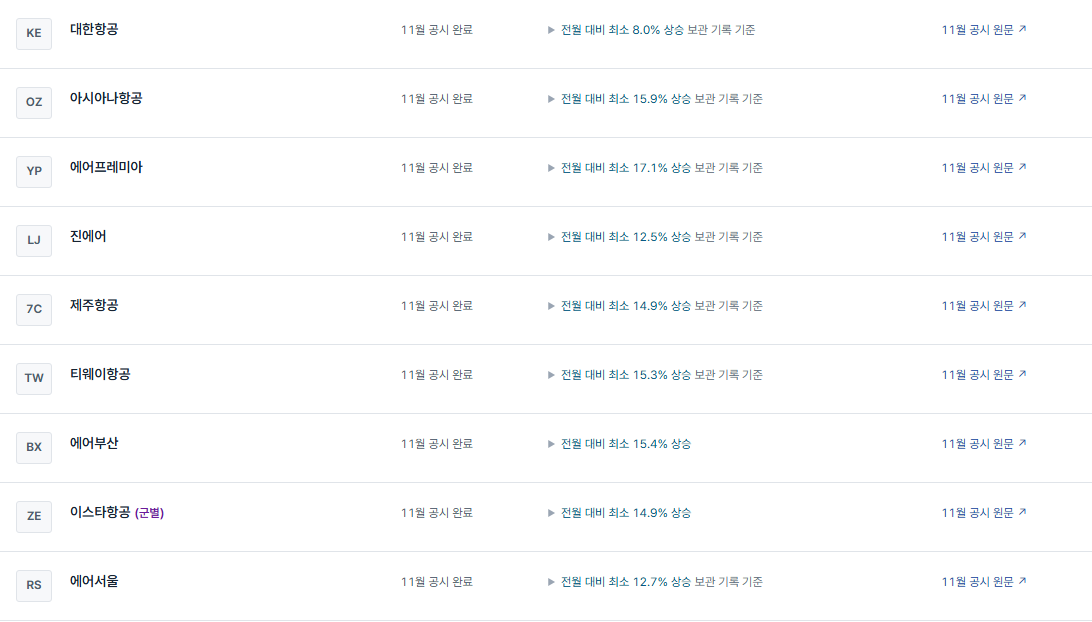 KE 대한항공 11월 공시 완료 ▶ 전월 대비 최소 8.0% 상승 보관 기록 기준 11월 공시 원문 ↗
OZ 아시아나항공 11월 공시 완료 ▶ 전월 대비 최소 15.9% 상승 보관 기록 기준 11월 공시 원문 ↗
YP 에어프레미아 11월 공시 완료 ▶ 전월 대비 최소 17.1% 상승 보관 기록 기준 11월 공시 원문 ↗
LJ 진에어 11월 공시 완료 ▶ 전월 대비 최소 12.5% 상승 보관 기록 기준 11월 공시 원문 ↗
7C 제주항공 11월 공시 완료 ▶ 전월 대비 최소 14.9% 상승 보관 기록 기준 11월 공시 원문 ↗
TW 티웨이항공 11월 공시 완료 ▶ 전월 대비 최소 15.3% 상승 보관 기록 기준 11월 공시 원문 ↗
BX 에어부산 11월 공시 완료 ▶ 전월 대비 최소 15.4% 상승 11월 공시 원문 ↗
ZE 이스타항공 (군별) 11월 공시 완료 ▶ 전월 대비 최소 14.9% 상승 11월 공시 원문 ↗
RS 에어서울 11월 공시 완료 ▶ 전월 대비 최소 12.7% 상승 보관 기록 기준 11월 공시 원문 ↗